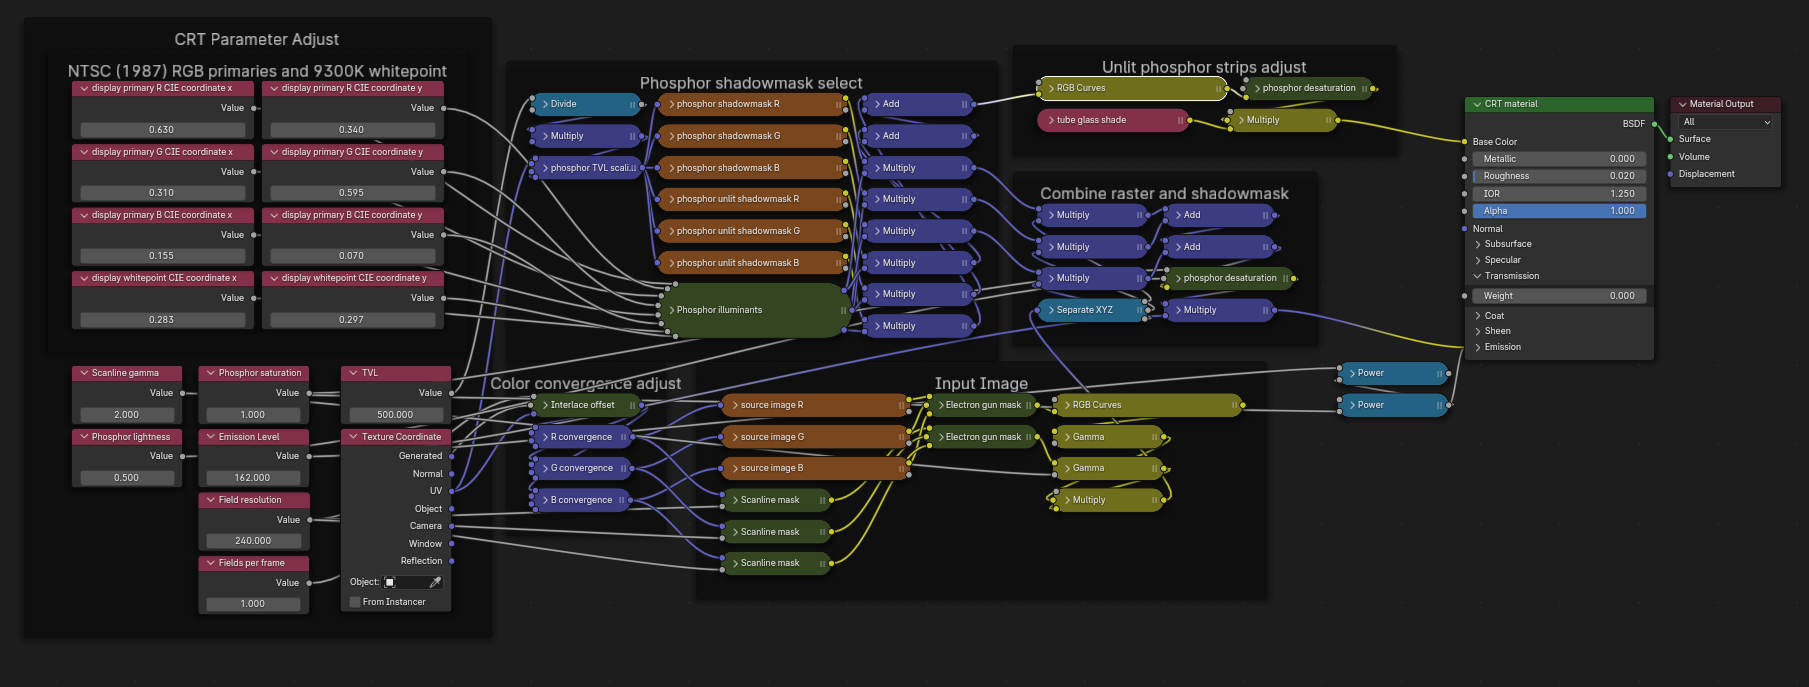 CRT Parameter Adjust
NTSC (1987) RGB primaries and 9300K whitepoint
display primary R CIE coordinate x
Value
0.630
display primary R CIE coordinate y
Value
0.340
display primary G CIE coordinate x
Value
0.310
display primary G CIE coordinate y
Value
0.595
display primary B CIE coordinate x
Value
0.155
display primary B CIE coordinate y
Value
0.070
display whitepoint CIE coordinate x
Value
0.283
display whitepoint CIE coordinate y
Value
0.297
Scanline gamma
Value
2.000
Phosphor saturation
Value
1.000
TVL
Value
500.000
Phosphor lightness
Value
0.500
Emission Level
Value
162.000
Field resolution
Value
240.000
Fields per frame
Value
1.000
Texture Coordinate
Generated
Normal
UV
Object
Camera
Window
Reflection
Object:
From Instancer
Phosphor shadowmask select
Divide
Multiply
phosphor TVL scali...
phosphor shadowmask R
phosphor shadowmask G
phosphor shadowmask B
phosphor unlit shadowmask R
phosphor unlit shadowmask G
phosphor unlit shadowmask B
Phosphor illuminants
Add
Add
Multiply
Multiply
Multiply
Multiply
Multiply
Multiply
Color convergence adjust
Interlace offset
R convergence
G convergence
B convergence
Input Image
source image R
source image G
source image B
Scanline mask
Scanline mask
Scanline mask
Electron gun mask
Electron gun mask
RGB Curves
Gamma
Gamma
Multiply
Unlit phosphor strips adjust
RGB Curves
phosphor desaturation
tube glass shade
Multiply
Combine raster and shadowmask
Multiply
Add
Multiply
Add
Multiply
phosphor desaturation
Separate XYZ
Multiply
Power
Power
CRT material
BSDF
Base Color
Metallic 0.000
Roughness 0.020
IOR 1.250
Alpha 1.000
Normal
Subsurface
Specular
Transmission
Weight 0.000
Coat
Sheen
Emission
Material Output
All
Surface
Volume
Displacement